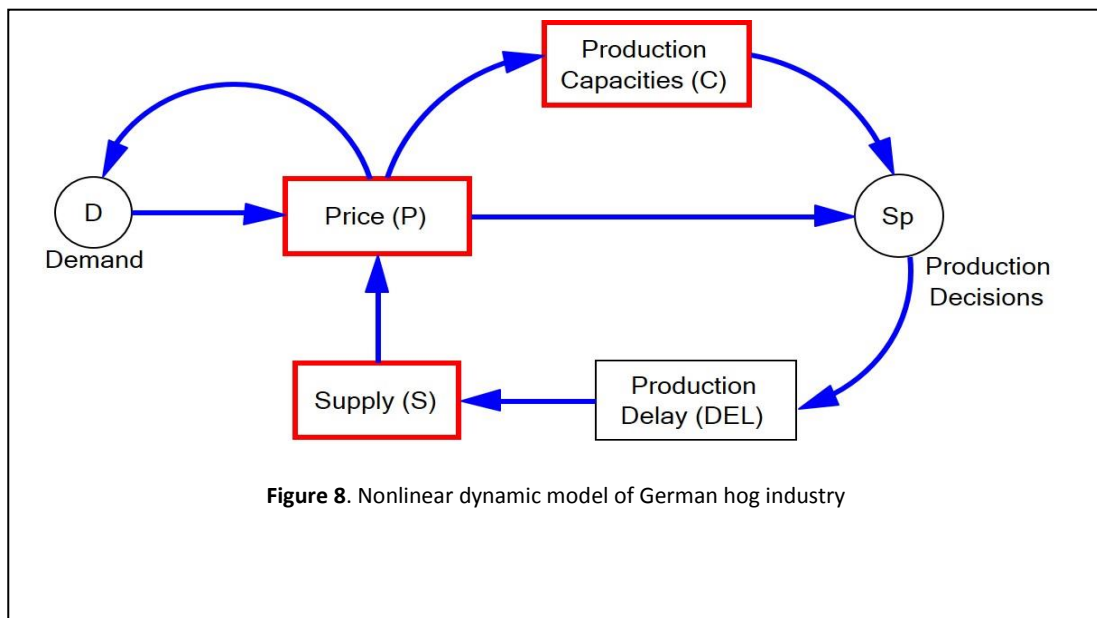 Production
Capacities (C)
D
Demand
Price (P)
Sp
Production
Decisions
Supply (S)
Production
Delay (DEL)
Figure 8. Nonlinear dynamic model of German hog industry